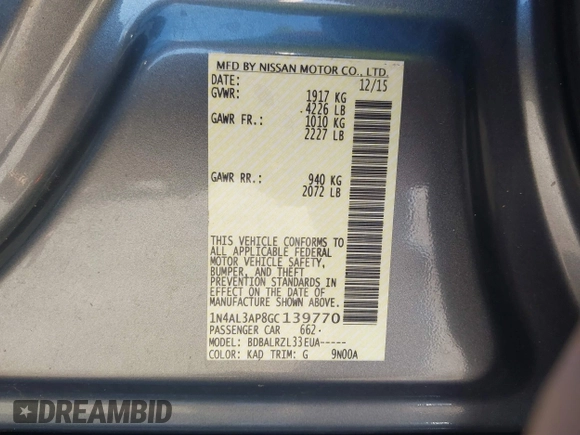 MFD BY NISSAN MOTOR CO., LTD.
DATE: 12/15
GVWR: 1917 KG
4226 LB
GAWR FR.: 1010 KG
2227 LB
GAWR RR.: 940 KG
2072 LB
THIS VEHICLE CONFORMS TO
ALL APPLICABLE FEDERAL
MOTOR VEHICLE SAFETY,
BUMPER, AND THEFT
PREVENTION STANDARDS IN
EFFECT ON THE DATE OF
MANUFACTURE SHOWN ABOVE.
1N4AL3AP8GC139770
PASSENGER CAR 662
MODEL: BDBALRZL33EUA-----
COLOR: KAD TRIM: G 9N00A
DREAMBID